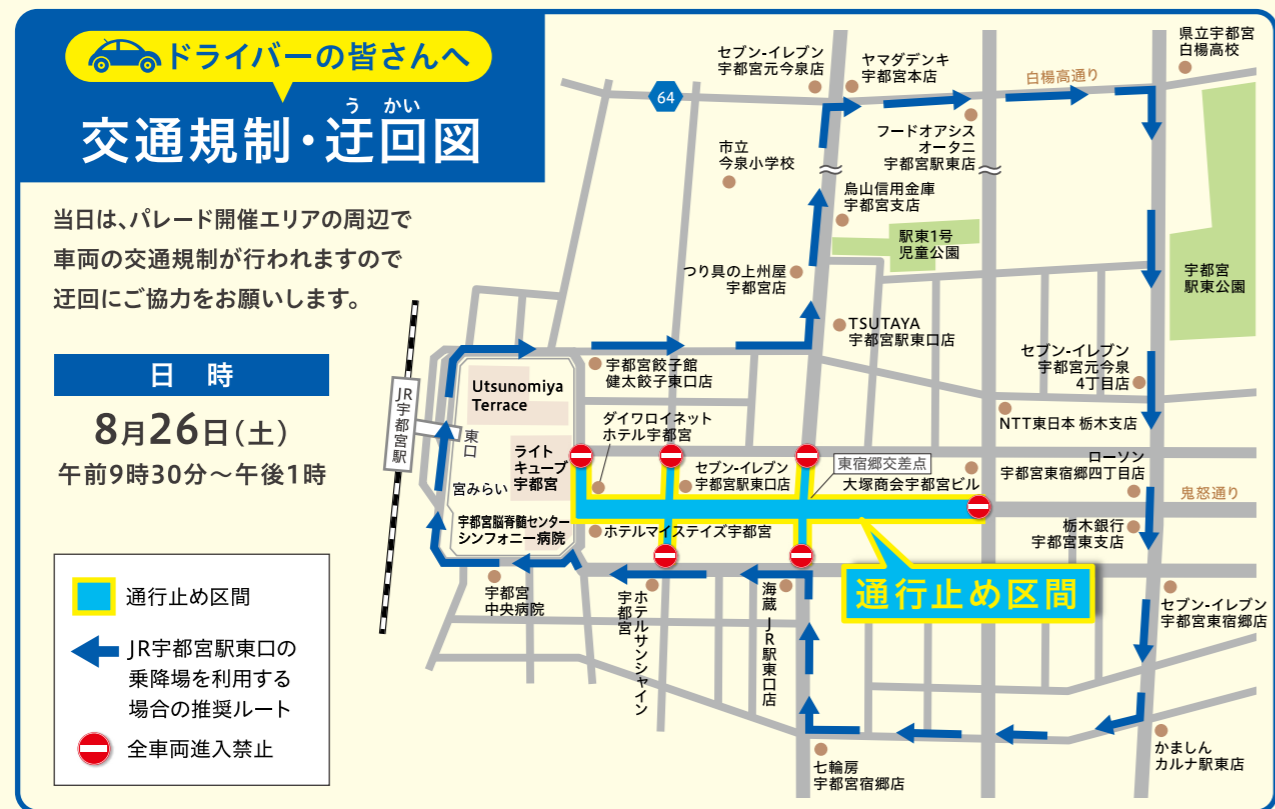 ドライバーの皆さんへ
う かい
交通規制・迂回図
当日は、パレード開催エリアの周辺で
車両の交通規制が行われますので
迂回にご協力をお願いします。
日 時
8月26日(土)
午前9時30分～午後1時
通行止め区間
JR宇都宮駅東口の
乗降場を利用する
場合の推奨ルート
全車両進入禁止
セブン-イレブン
宇都宮元今泉店
ヤマダデンキ
宇都宮本店
県立宇都宮
白楊高校
白楊高通り
64
フードオアシス
オータニ
宇都宮駅東店
市立
今泉小学校
烏山信用金庫
宇都宮支店
駅東1号
児童公園
宇都宮
駅東公園
つり具の上州屋
宇都宮店
TSUTAYA
宇都宮駅東口店
セブン-イレブン
宇都宮元今泉
4丁目店
宇都宮餃子館
健太餃子東口店
Utsunomiya
Terrace
JR宇都宮駅
東口
ダイワロイネット
ホテル宇都宮
NTT東日本 栃木支店
ライト
キューブ
宇都宮
セブン-イレブン
宇都宮駅東口店
東宿郷交差点
大塚商会宇都宮ビル
ローソン
宇都宮東宿郷四丁目店
鬼怒通り
宮みらい
宇都宮脳脊髄センター
シンフォニー病院
ホテルマイステイズ宇都宮
栃木銀行
宇都宮東支店
通行止め区間
宇都宮
中央病院
ホテルサンシャイン
宇都宮
海蔵 JR駅東口店
セブン-イレブン
宇都宮東宿郷店
七輪房
宇都宮宿郷店
かましん
カルナ駅東店